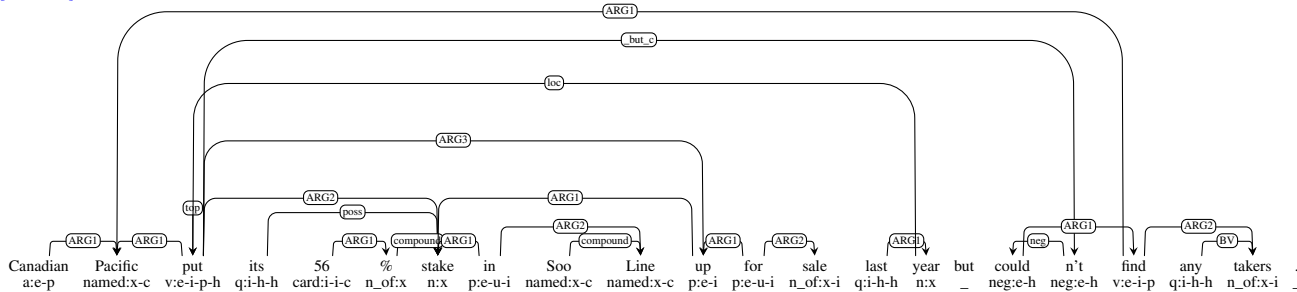 ARG1
_but_c
loc
ARG3
top ARG2 ARG1
poss
ARG1 ARG1 ARG1 compound ARG1 ARG2 compound ARG1 ARG2 ARG1 neg ARG1 ARG2 BV
Canadian Pacific put its 56 % stake in Soo Line up for sale last year but could n't find any takers .
a:e-p named:x-c v:e-i-p-h q:i-h-h card:i-i-c n_of:x n:x p:e-u-i named:x-c named:x-c p:e-i p:e-u-i n_of:x-i q:i-h-h n:x _ neg:e-h neg:e-h v:e-i-p q:i-h-h n_of:x-i _